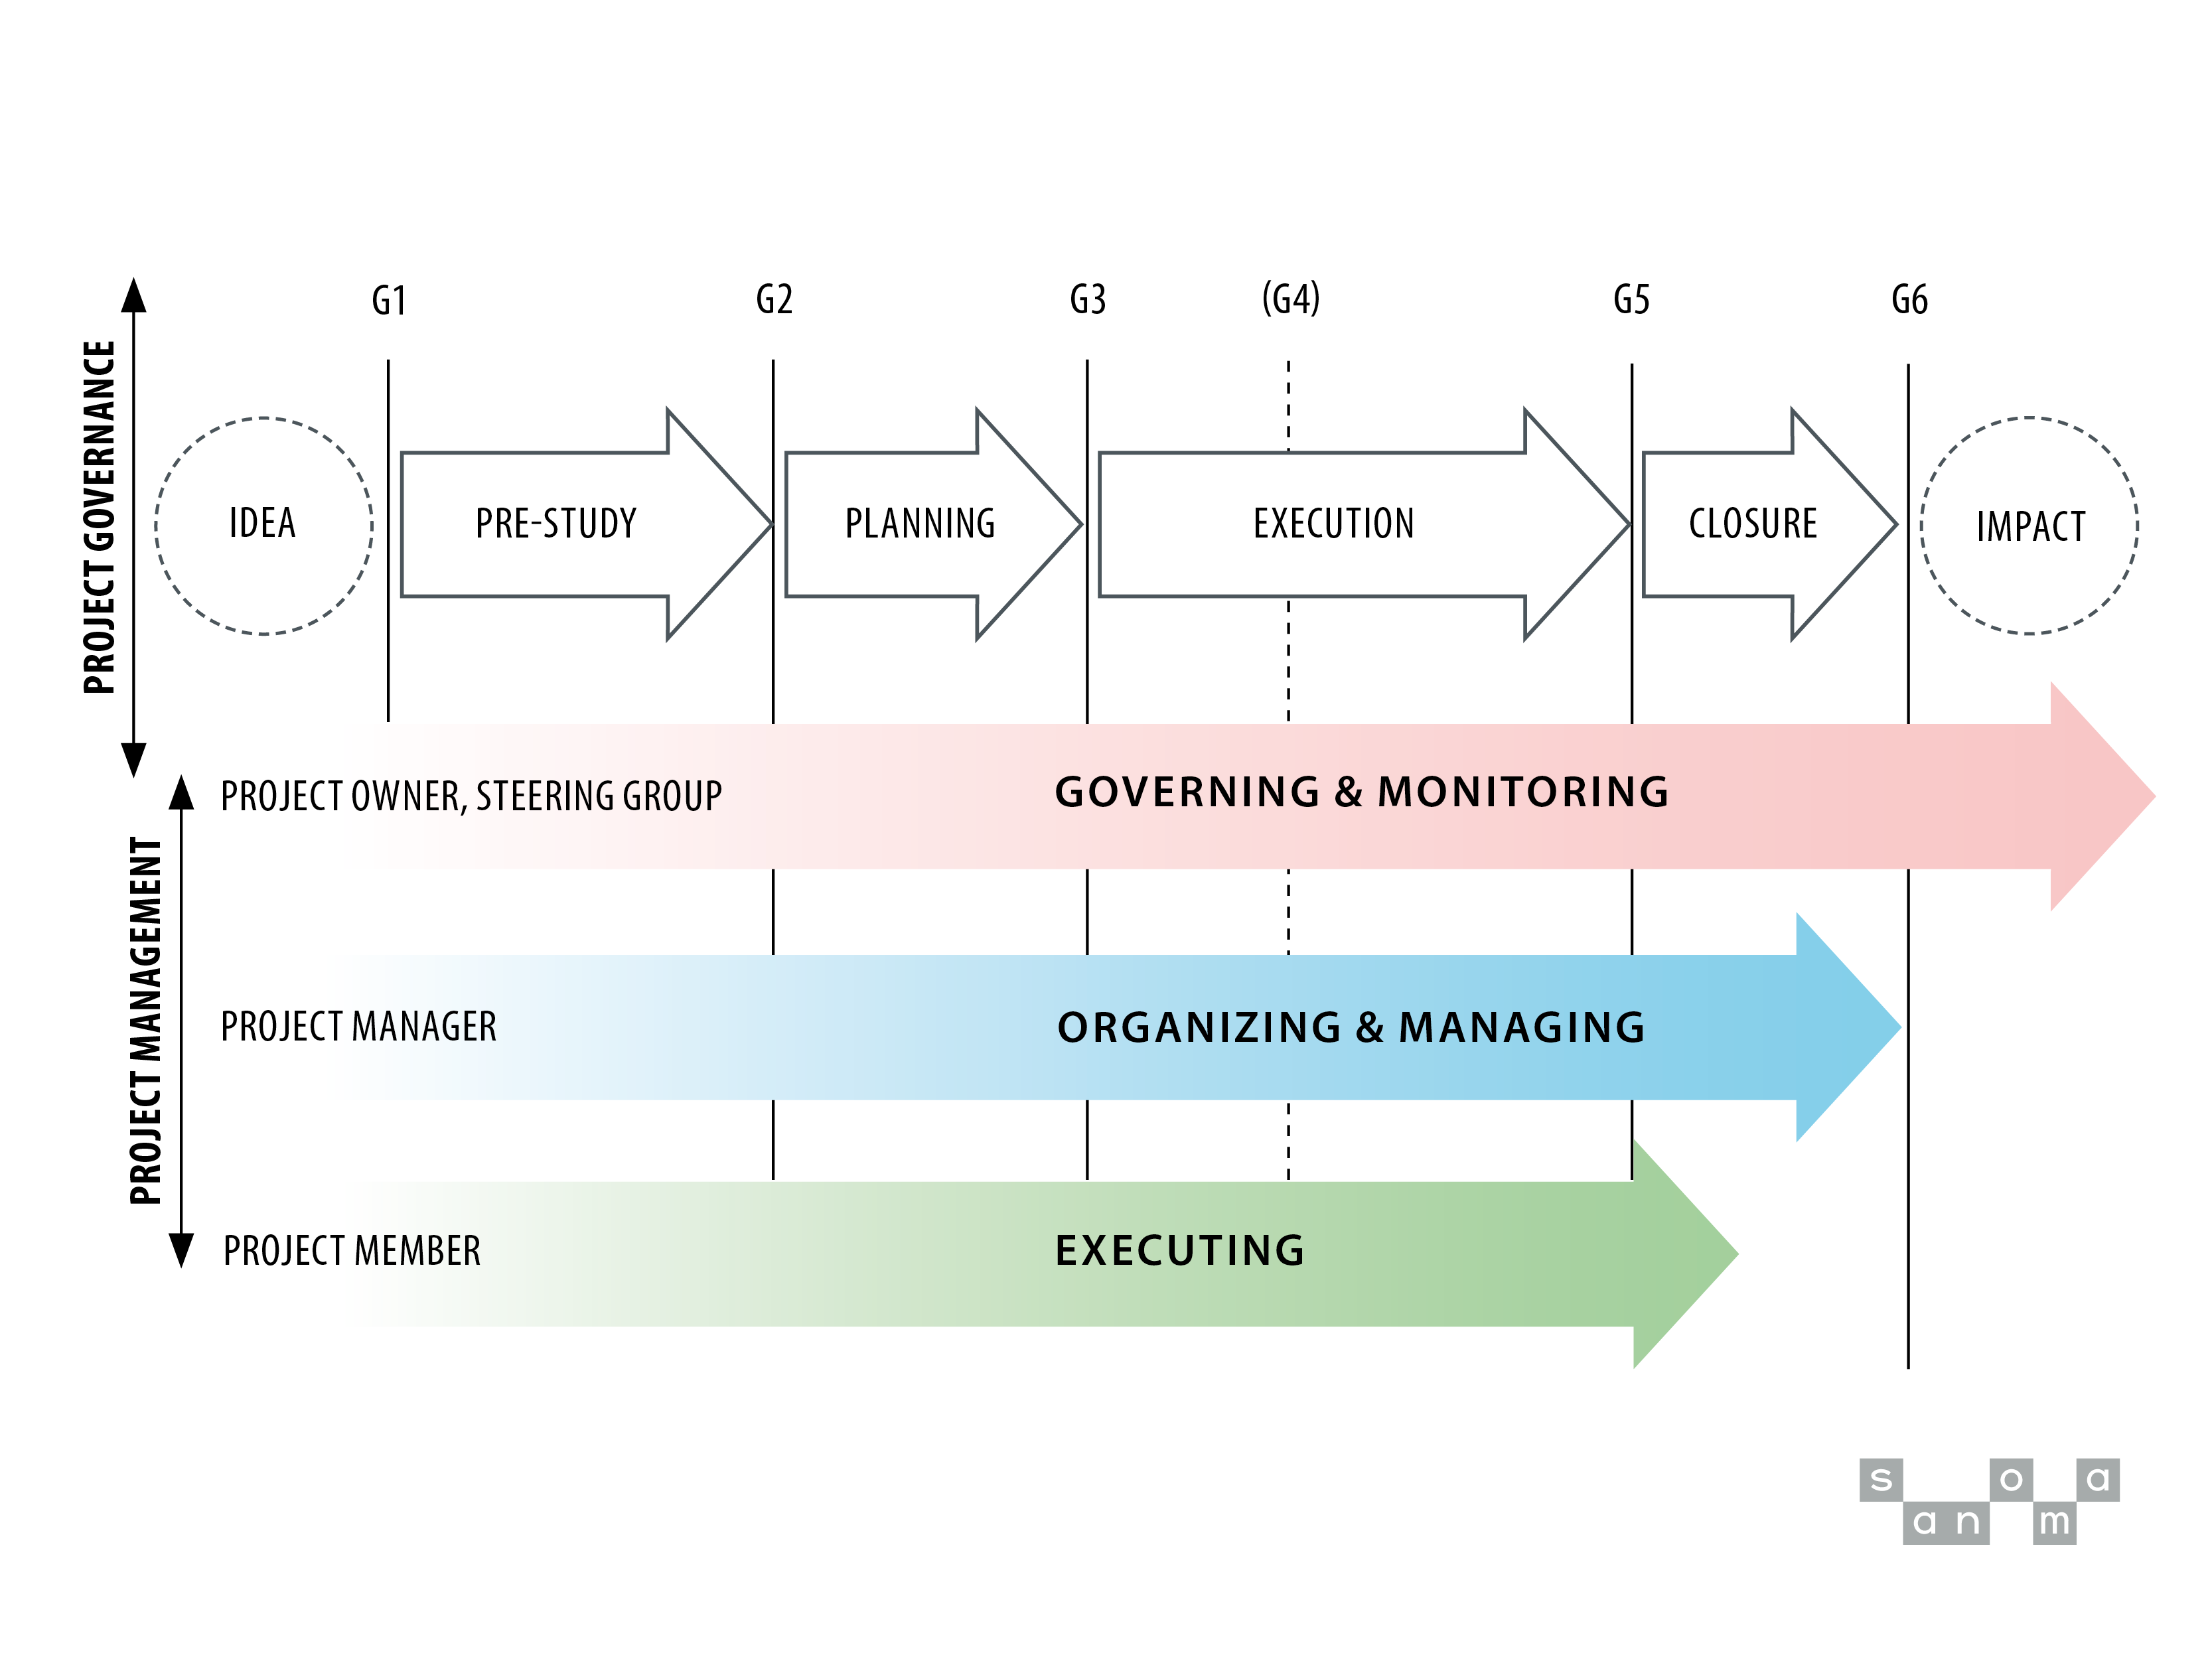 G1
G2
G3
(G4)
G5
G6
PROJECT GOVERNANCE
IDEA
PRE-STUDY
PLANNING
EXECUTION
CLOSURE
IMPACT
PROJECT MANAGEMENT
PROJECT OWNER, STEERING GROUP
GOVERNING & MONITORING
PROJECT MANAGER
ORGANIZING & MANAGING
PROJECT MEMBER
EXECUTING
sanoma